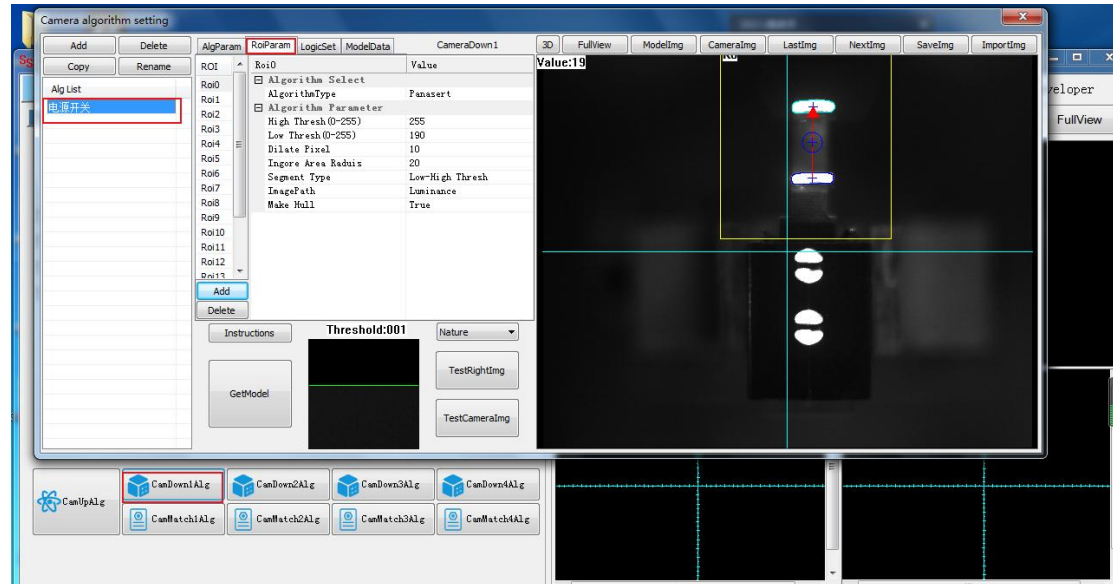 Camera algorithm setting
Add Delete
Copy Rename
Alg List
电源开关
AlgParam RoiParam LogicSet ModelData CameraDown1
ROI
Roi0
Roi1
Roi2
Roi3
Roi4
Roi5
Roi6
Roi7
Roi8
Roi9
Roi10
Roi11
Roi12
Roi13
Add
Delete
Roi0 Value
Algorithm Select
AlgorithmType Panasert
Algorithm Parameter
High Thresh(0-255) 255
Low Thresh(0-255) 190
Dilate Pixel 10
Ingore Area Raduis 20
Segment Type Low-High Thresh
ImagePath Luminance
Make Hull True
Instructions
Threshold:001
Nature
GetModel
TestRightImg
TestCameraImg
3D FullView ModelImg CameraImg LastImg NextImg SaveImg ImportImg
Value:19
veloper
FullView
CamUpAlg
CamDown1Alg CamDown2Alg CamDown3Alg CamDown4Alg
CamMatch1Alg CamMatch2Alg CamMatch3Alg CamMatch4Alg